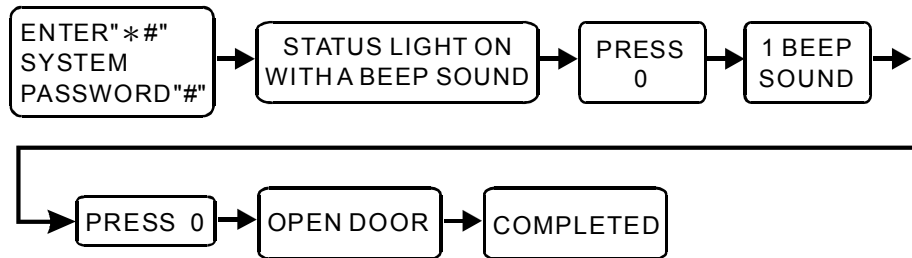 ENTER"*#"
SYSTEM
PASSWORD"#"
STATUS LIGHT ON
WITH A BEEP SOUND
PRESS
0
1 BEEP
SOUND
PRESS 0
OPEN DOOR
COMPLETED